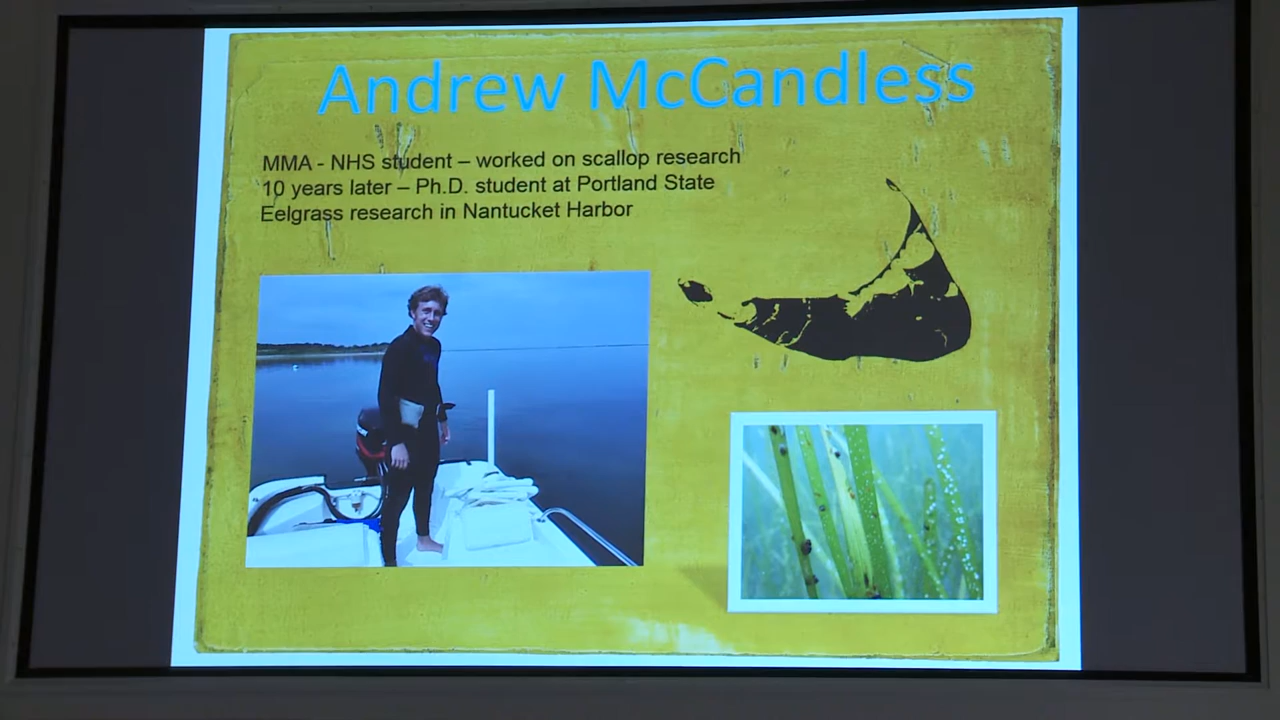 Andrew McCandless
MMA - NHS student – worked on scallop research
10 years later – Ph.D. student at Portland State
Eelgrass research in Nantucket Harbor